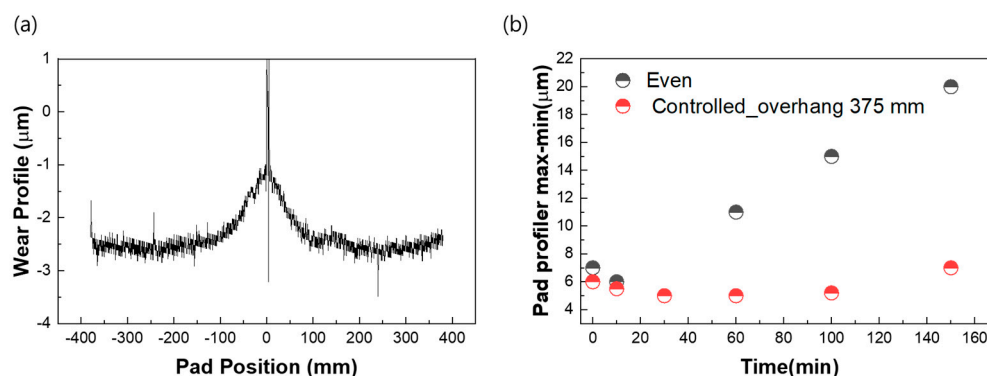 (a)
(b)
1
0
-1
-2
-3
-4
Wear Profile (μm)
-400 -300 -200 -100 0 100 200 300 400
Pad Position (mm)
22
20
18
16
14
12
10
8
6
4
Pad profiler max-min(μm)
Even
Controlled_overhang 375 mm
0 20 40 60 80 100 120 140 160
Time(min)